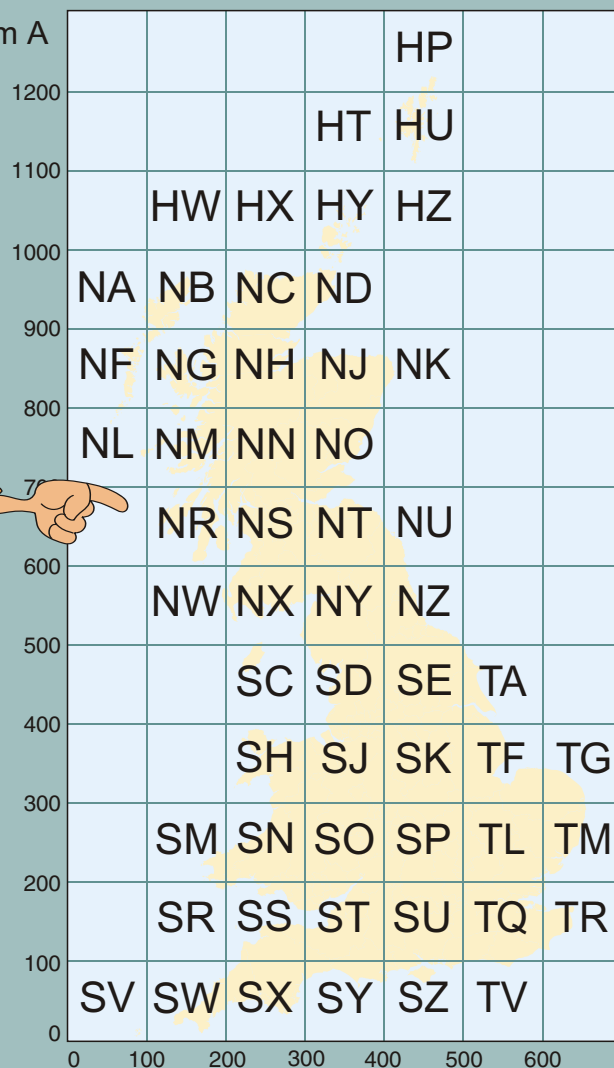 m A
HP
1200
HT HU
1100
HW HX HY HZ
1000
NA NB NC ND
900
NF NG NH NJ NK
800
NL NM NN NO
NR NS NT NU
600
NW NX NY NZ
500
SC SD SE TA
400
SH SJ SK TF TG
300
SM SN SO SP TL TM
200
SR SS ST SU TQ TR
100
SV SW SX SY SZ TV
0
0 100 200 300 400 500 600